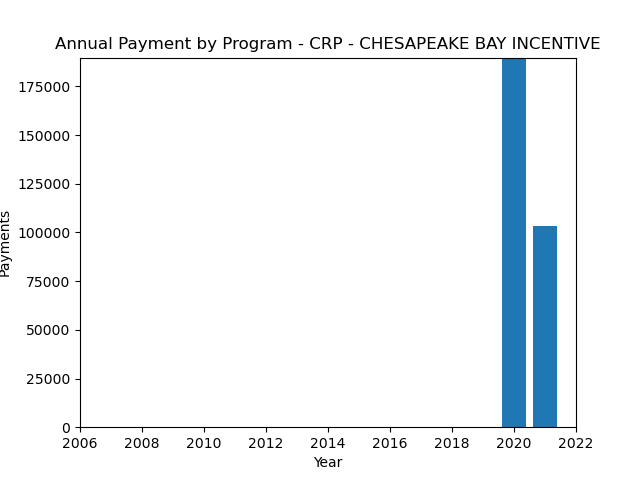 Annual Payment by Program - CRP - CHESAPEAKE BAY INCENTIVE
175000
150000
125000
100000
75000
50000
25000
0
Payments
2006 2008 2010 2012 2014 2016 2018 2020 2022
Year